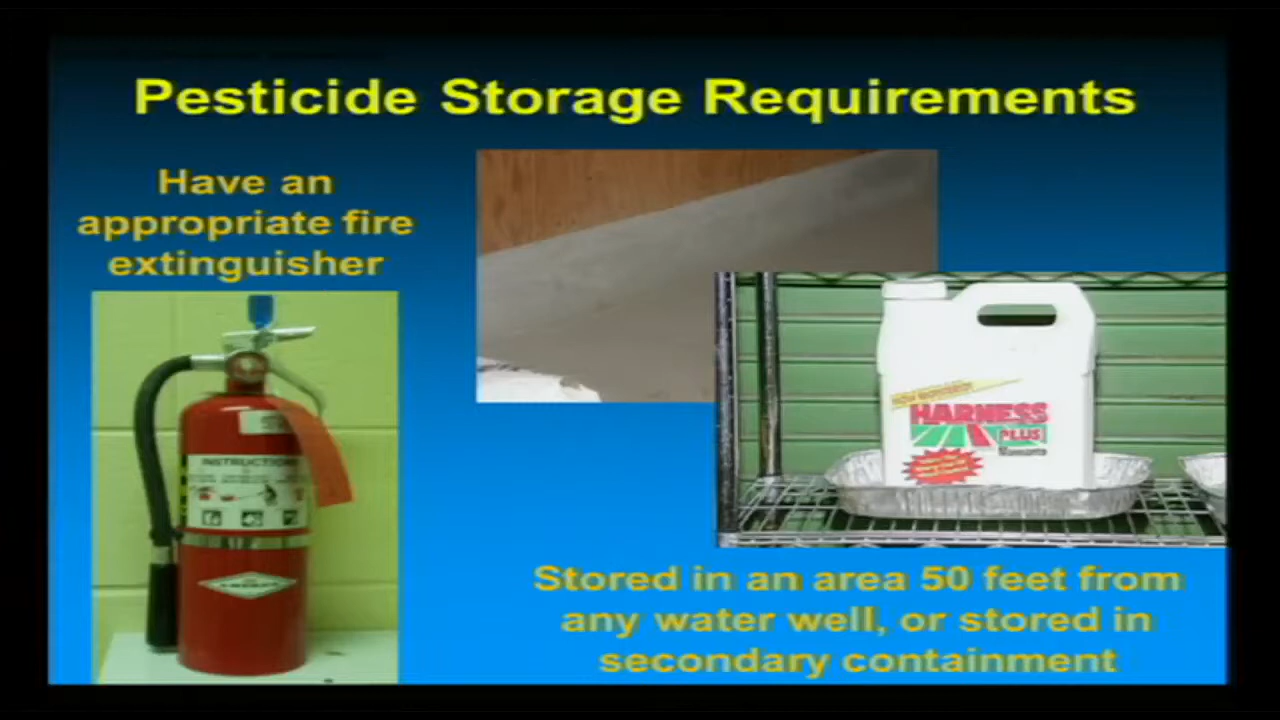 Pesticide Storage Requirements
Have an
appropriate fire
extinguisher
INSTRUCTIONS
HARNESS
PLUS
Monsanto
Stored in an area 50 feet from
any water well, or stored in
secondary containment